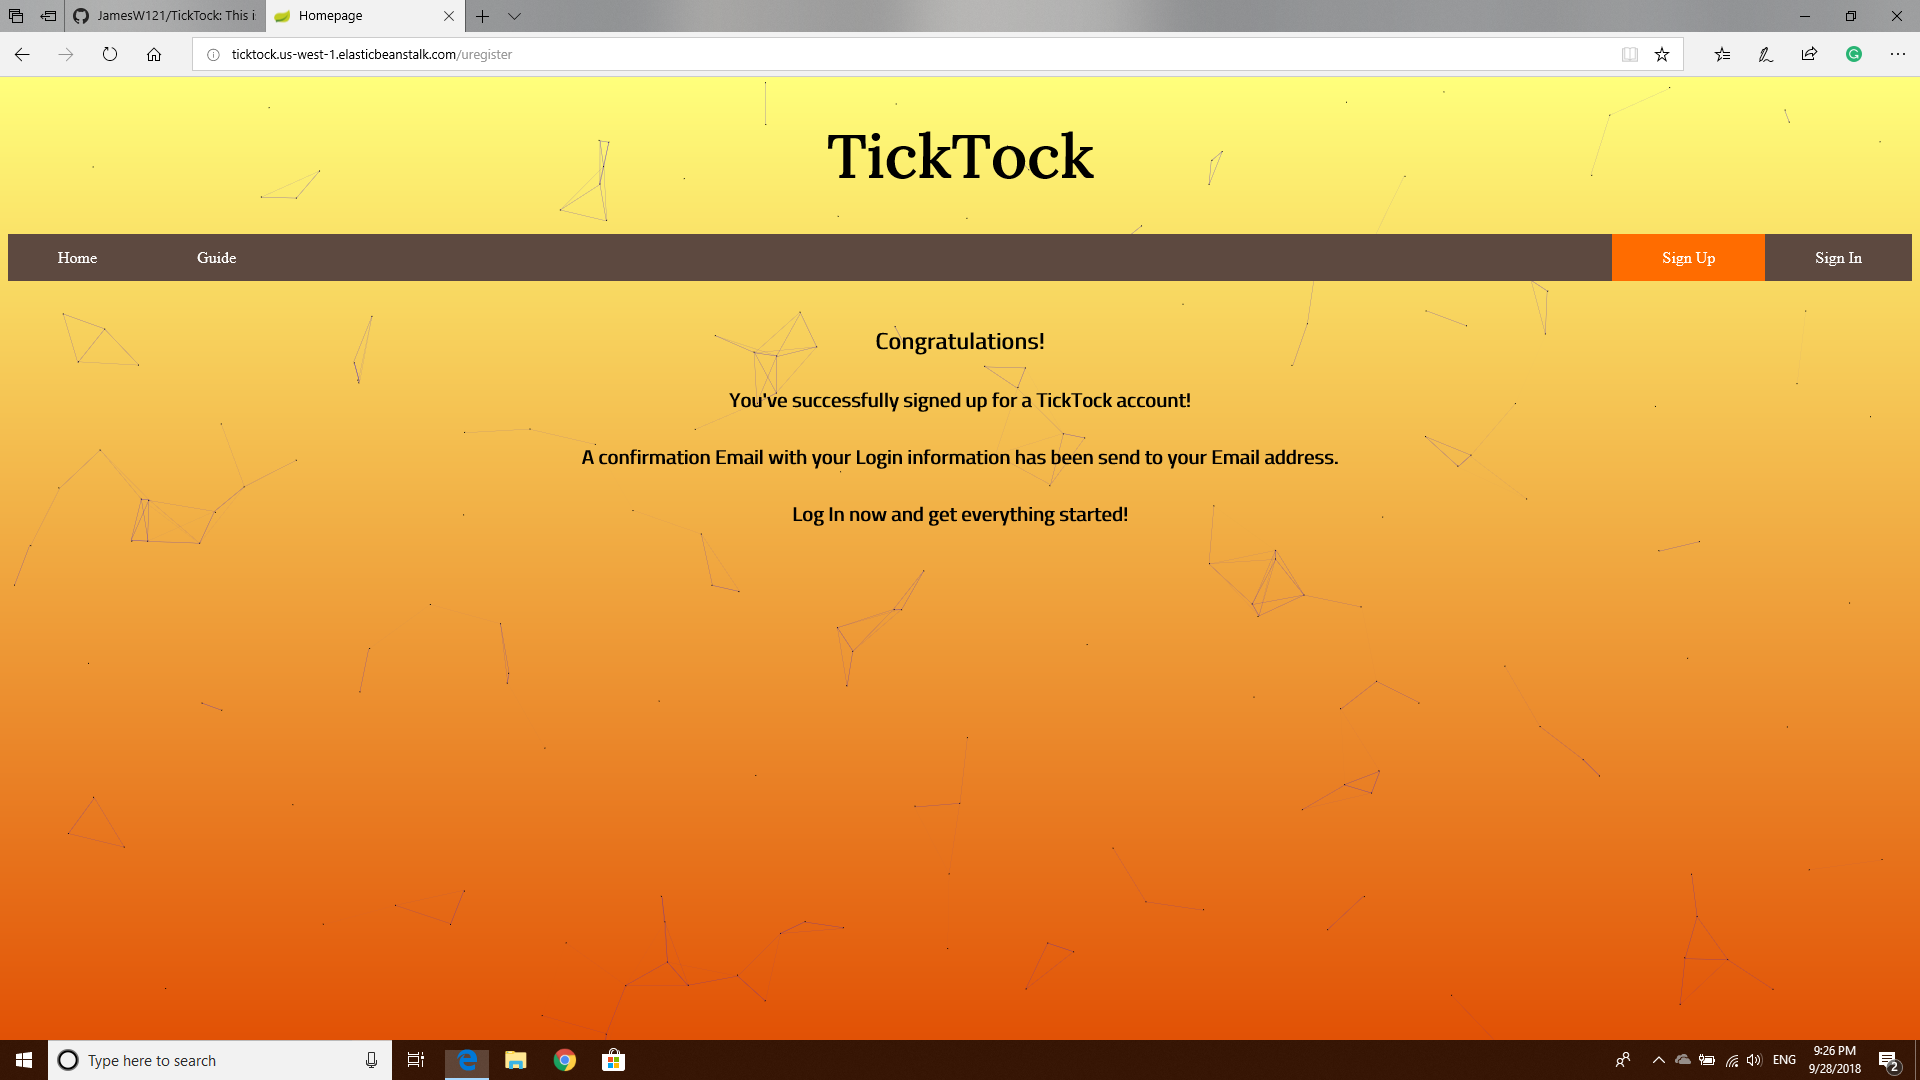 JamesW121/TickTock: This i
Homepage
ticktock.us-west-1.elasticbeanstalk.com/uregister
TickTock
Home
Guide
Sign Up
Sign In
Congratulations!
You've successfully signed up for a TickTock account!
A confirmation Email with your Login information has been send to your Email address.
Log In now and get everything started!
Type here to search
ENG
9:26 PM
9/28/2018
2